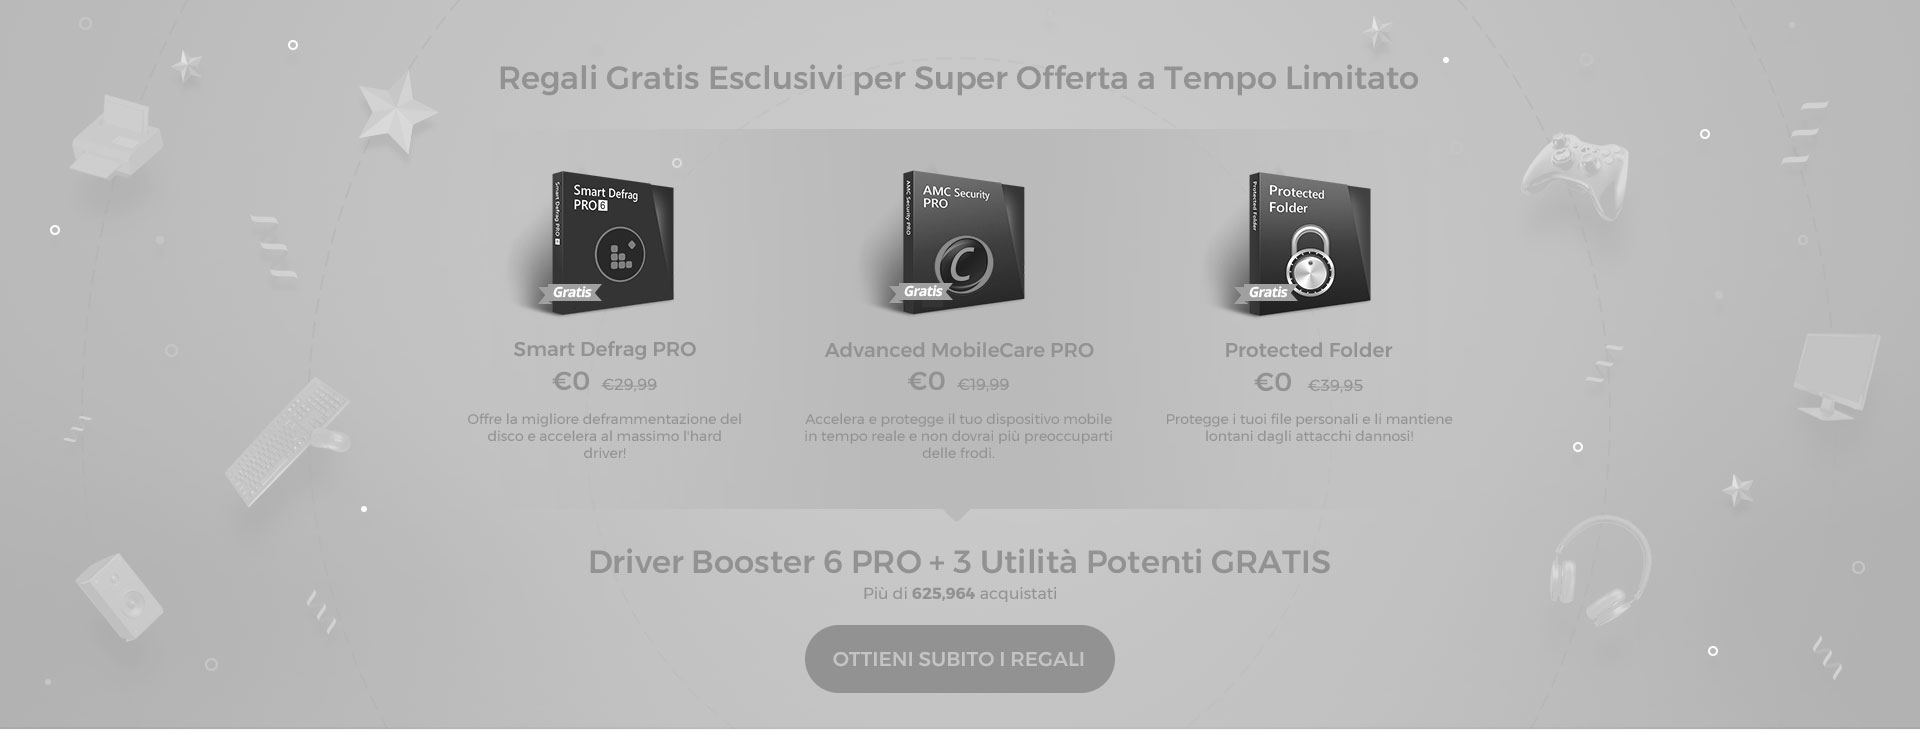 Regali Gratis Esclusivi per Super Offerta a Tempo Limitato
Smart Defrag PRO 6
Smart Defrag
PRO 6
Gratis
AMC Security PRO
AMC Security
PRO
Gratis
Protected Folder
Protected
Folder
Gratis
Smart Defrag PRO
€0 €29,99
Offre la migliore deframmentazione del
disco e accelera al massimo l'hard
driver!
Advanced MobileCare PRO
€0 €19,99
Accelera e protegge il tuo dispositivo mobile
in tempo reale e non dovrai più preoccuparti
delle frodi.
Protected Folder
€0 €39,95
Protegge i tuoi file personali e li mantiene
lontani dagli attacchi dannosi!
Driver Booster 6 PRO + 3 Utilità Potenti GRATIS
Più di 625,964 acquistati
OTTIENI SUBITO I REGALI